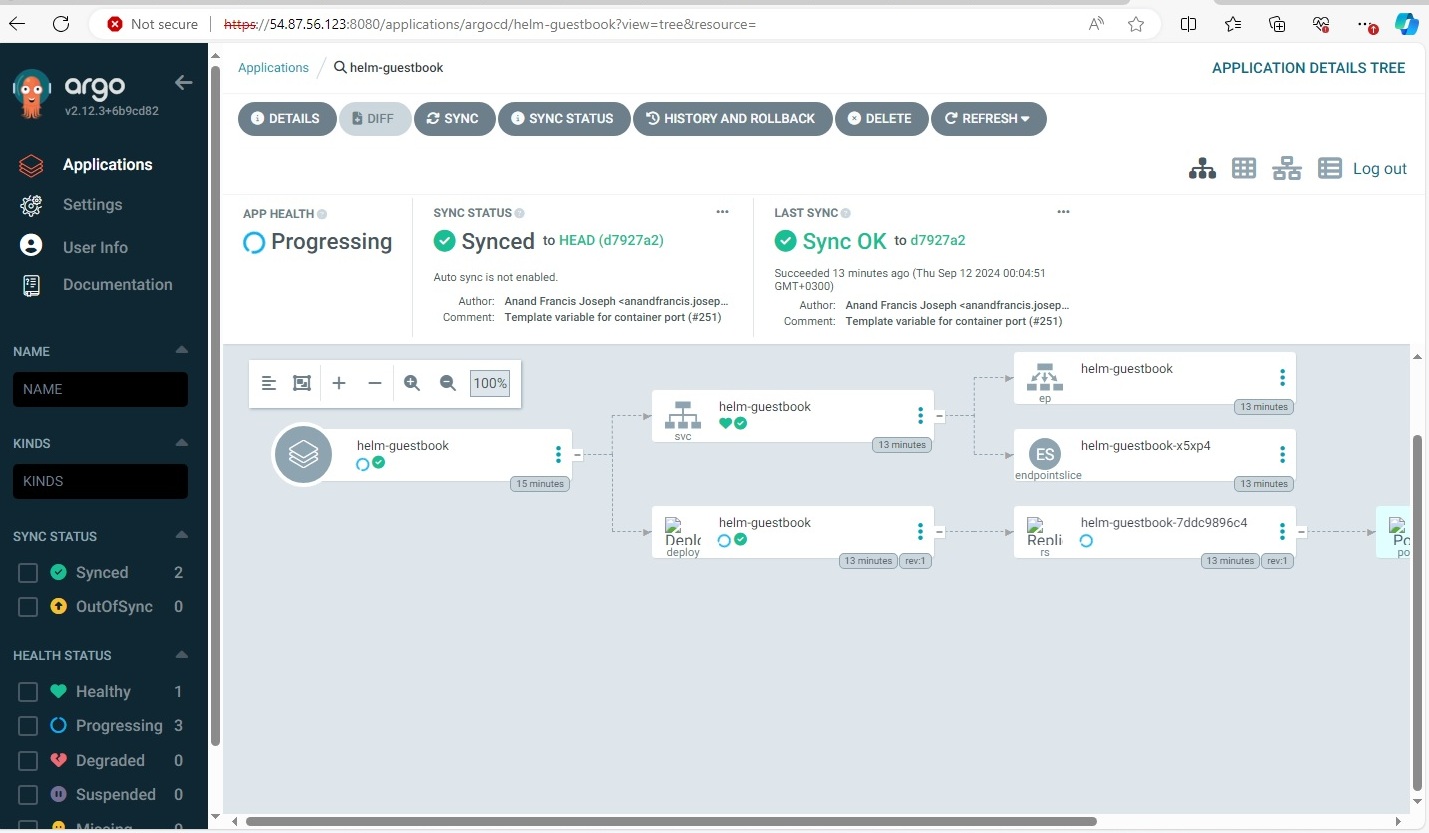 Not secure
https://54.87.56.123:8080/applications/argocd/helm-guestbook?view=tree&resource=
argo
v2.12.3+6b9cd82
Applications
Settings
User Info
Documentation
NAME
NAME
KINDS
KINDS
SYNC STATUS
Synced 2
OutOfSync 0
HEALTH STATUS
Healthy 1
Progressing 3
Degraded 0
Suspended 0
Missing 0
Applications / helm-guestbook
APPLICATION DETAILS TREE
DETAILS DIFF SYNC SYNC STATUS HISTORY AND ROLLBACK DELETE REFRESH
Log out
APP HEALTH
Progressing
SYNC STATUS
Synced to HEAD (d7927a2)
Auto sync is not enabled.
Author: Anand Francis Joseph <anandfrancis.josep...
Comment: Template variable for container port (#251)
LAST SYNC
Sync OK to d7927a2
Succeeded 13 minutes ago (Thu Sep 12 2024 00:04:51
GMT+0300)
Author: Anand Francis Joseph <anandfrancis.josep...
Comment: Template variable for container port (#251)
100%
helm-guestbook
15 minutes
helm-guestbook
svc
13 minutes
helm-guestbook
Deplo
deploy
13 minutes rev:1
helm-guestbook
ep
13 minutes
ES
helm-guestbook-x5xp4
endpointslice
13 minutes
helm-guestbook-7ddc9896c4
Repli
rs
13 minutes rev:1
Po
po